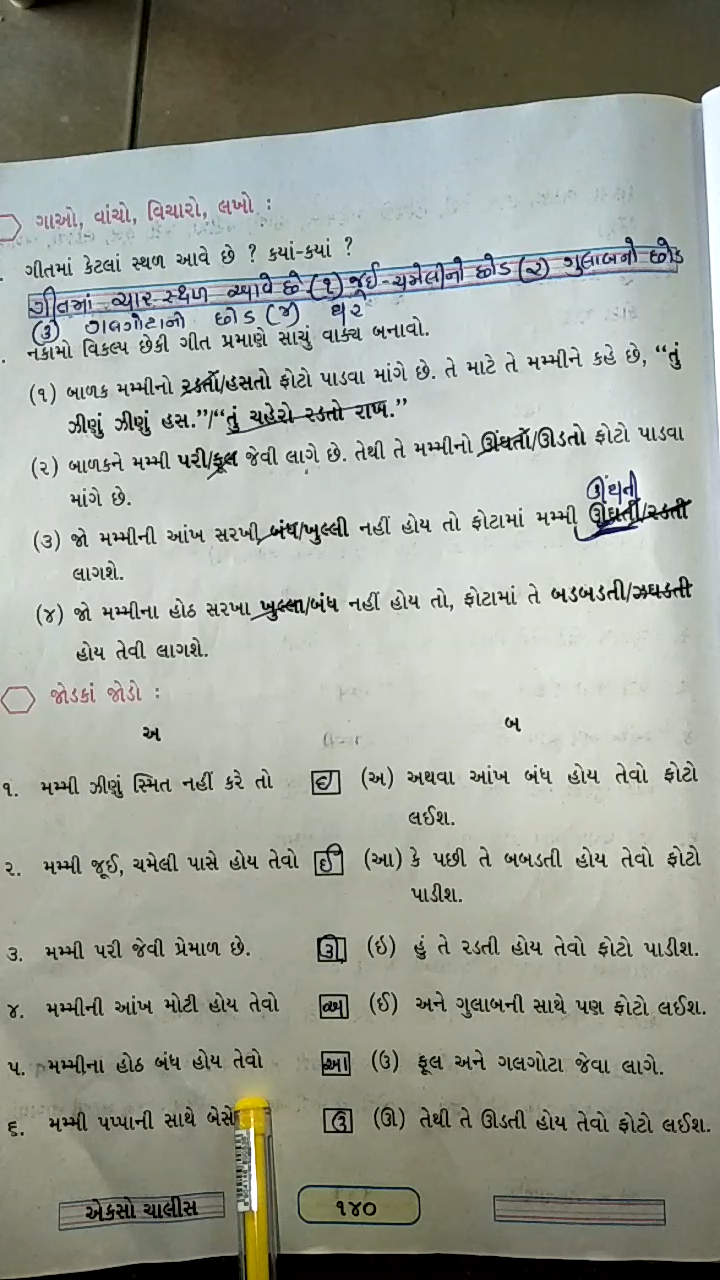 ગાઓ, વાંચો, વિચારો, લખો :
ગીતમાં કેટલાં સ્થળ આવે છે ? કયાં-કયાં ?
ગીતમાં ચાર સ્થળ આવે છે (૧) જૂઈ-ચમેલીનો છોડ (૨) ગુલાબનો છોડ
(૩) ગલગોટાનો છોડ (૪) ઘર
નકામો વિકલ્પ છેકી ગીત પ્રમાણે સાચું વાક્ય બનાવો.
(૧) બાળક મમ્મીનો રડતો/હસતો ફોટો પાડવા માંગે છે. તે માટે તે મમ્મીને કહે છે, “તું
ઝીણું ઝીણું હસ.”/“તું ચહેરો રડતો રાખ.”
(૨) બાળકને મમ્મી પરી/ફૂલ જેવી લાગે છે. તેથી તે મમ્મીનો ઊંઘતો/ઊડતો ફોટો પાડવા
માંગે છે.
ઊંઘતી
(૩) જો મમ્મીની આંખ સરખી બંધ/ખુલ્લી નહીં હોય તો ફોટામાં મમ્મી ઊંઘતી/રડતી
લાગશે.
(૪) જો મમ્મીના હોઠ સરખા ખુલ્લા/બંધ નહીં હોય તો, ફોટામાં તે બડબડતી/ઝઘડતી
હોય તેવી લાગશે.
જોડકાં જોડો :
અ બ
૧. મમ્મી ઝીણું સ્મિત નહીં કરે તો ઇ (અ) અથવા આંખ બંધ હોય તેવો ફોટો
લઈશ.
૨. મમ્મી જૂઈ, ચમેલી પાસે હોય તેવો ઈ (આ) કે પછી તે બબડતી હોય તેવો ફોટો
પાડીશ.
૩. મમ્મી પરી જેવી પ્રેમાળ છે. (ઇ) હું તે રડતી હોય તેવો ફોટો પાડીશ.
૪. મમ્મીની આંખ મોટી હોય તેવો અ (ઈ) અને ગુલાબની સાથે પણ ફોટો લઈશ.
૫. મમ્મીના હોઠ બંધ હોય તેવો આ (ઉ) ફૂલ અને ગલગોટા જેવા લાગે.
૬. મમ્મી પપ્પાની સાથે બેસે ઉ (ઊ) તેથી તે ઊડતી હોય તેવો ફોટો લઈશ.
એકસો ચાલીસ ૧૪૦